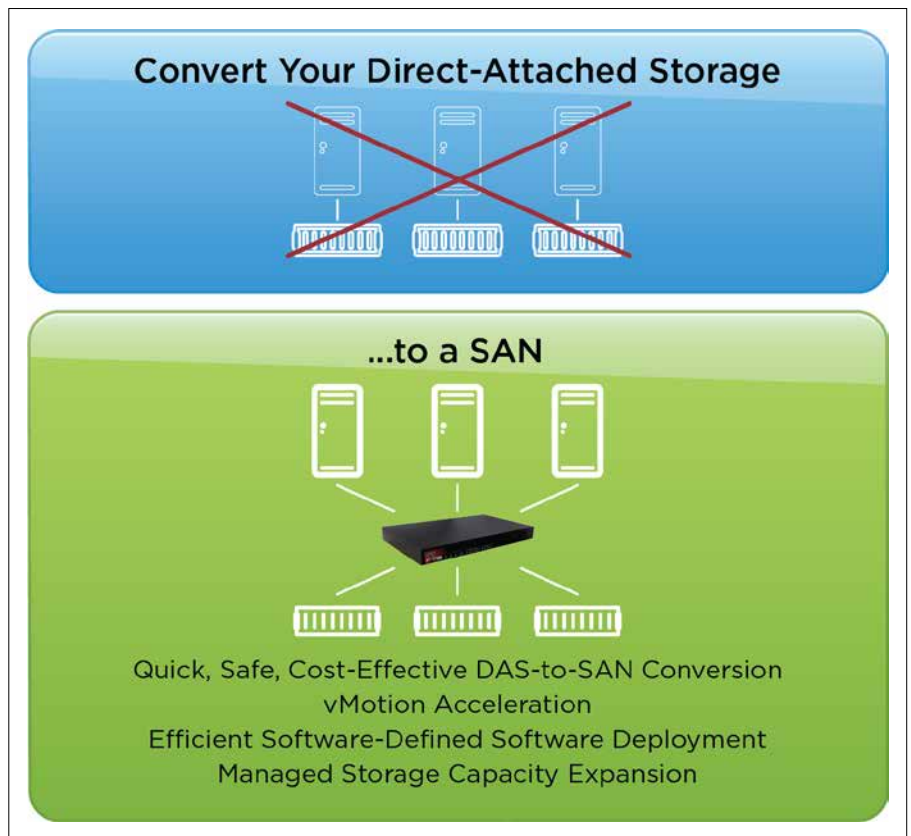 Convert Your Direct-Attached Storage
...to a SAN
Quick, Safe, Cost-Effective DAS-to-SAN Conversion
vMotion Acceleration
Efficient Software-Defined Software Deployment
Managed Storage Capacity Expansion